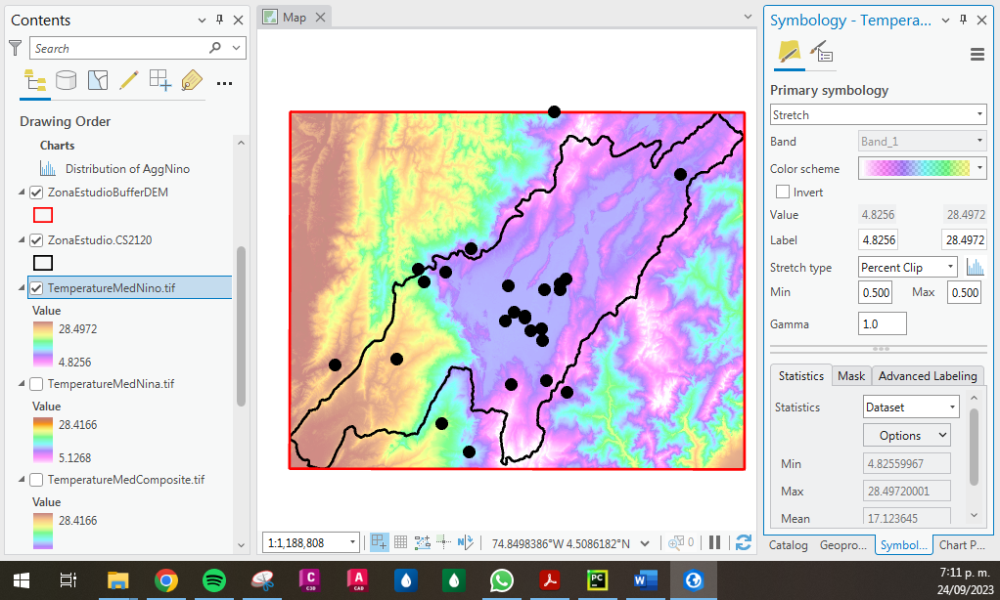 Contents
Search
Drawing Order
Charts
Distribution of AggNino
ZonaEstudioBufferDEM
ZonaEstudio.CS2120
TemperatureMedNino.tif
Value
28.4972
4.8256
TemperatureMedNina.tif
Value
28.4166
5.1268
TemperatureMedComposite.tif
Value
28.4166
Map
1:1,188,808
74.8498386°W 4.5086182°N
0
Symbology - Tempera...
Primary symbology
Stretch
Band Band_1
Color scheme
Invert
Value 4.8256 28.4972
Label 4.8256 28.4972
Stretch type Percent Clip
Min 0.500 Max 0.500
Gamma 1.0
Statistics Mask Advanced Labeling
Statistics Dataset
Options
Min 4.82559967
Max 28.49720001
Mean 17.123645
Catalog Geopro... Symbol... Chart P...
C
C3D
A
CAD
PC
W
7:11 p. m.
24/09/2023